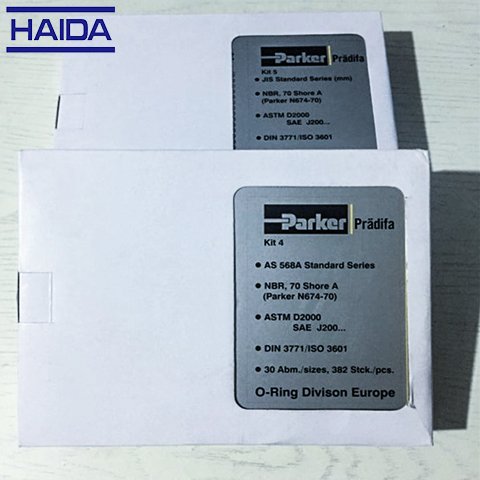 HAIDA
Parker Prädifa
Kit 5
JIS Standard Series (mm)
NBR, 70 Shore A
(Parker N674-70)
ASTM D2000
SAE J200...
DIN 3771/ISO 3601
Parker Prädifa
Kit 4
AS 568A Standard Series
NBR, 70 Shore A
(Parker N674-70)
ASTM D2000
SAE J200...
DIN 3771/ISO 3601
30 Abm./sizes, 382 Stck./pcs.
O-Ring Divison Europe